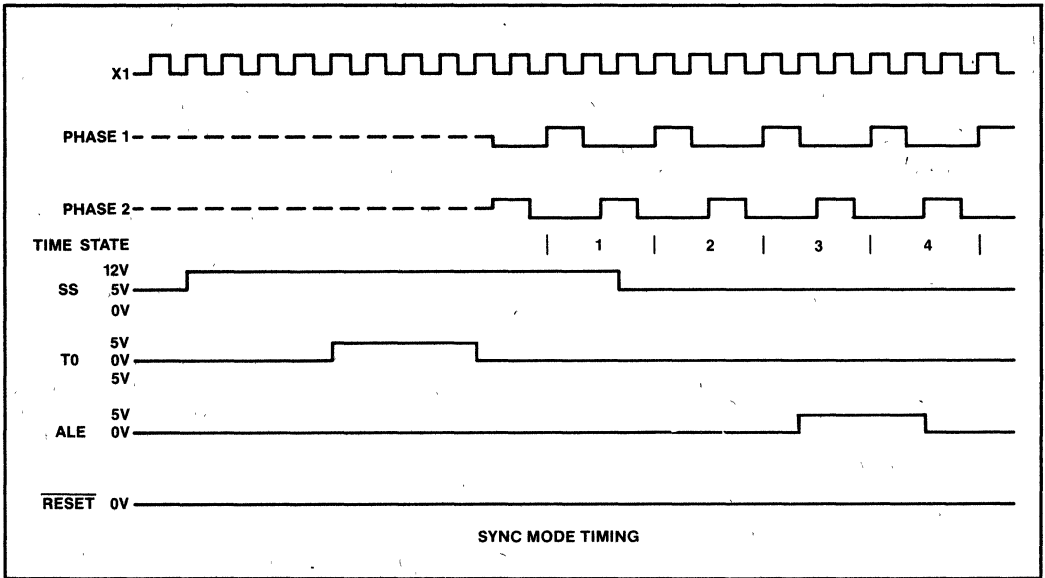 X1
PHASE 1
PHASE 2
TIME STATE 1 2 3 4
12V
SS 5V
0V
5V
T0 0V
5V
5V
ALE 0V
RESET 0V
SYNC MODE TIMING